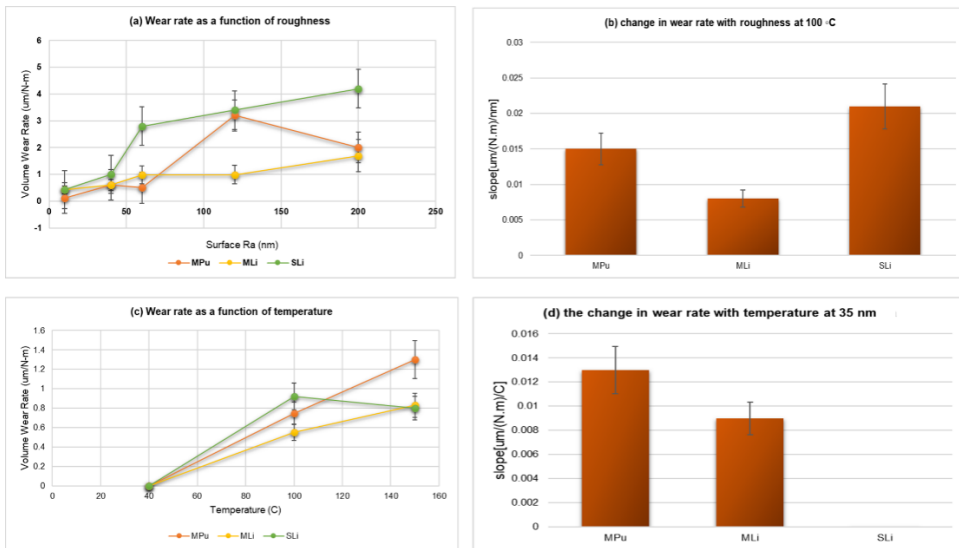 (a) Wear rate as a function of roughness
Volume Wear Rate (um/N-m)
6
5
4
3
2
1
0
-1
0
50
100
150
200
250
Surface Ra (nm)
MPu MLi SLi
(b) change in wear rate with roughness at 100 ◦C
slope[um/(N.m)/nm]
0.03
0.025
0.02
0.015
0.01
0.005
0
MPu MLi SLi
(c) Wear rate as a function of temperature
Volume Wear Rate (um/N-m)
1.6
1.4
1.2
1
0.8
0.6
0.4
0.2
0
0 20 40 60 80 100 120 140 160
Temperature (C)
MPu MLi SLi
(d) the change in wear rate with temperature at 35 nm
slope[um/(N.m)/C]
0.016
0.014
0.012
0.01
0.008
0.006
0.004
0.002
0
MPu MLi SLi